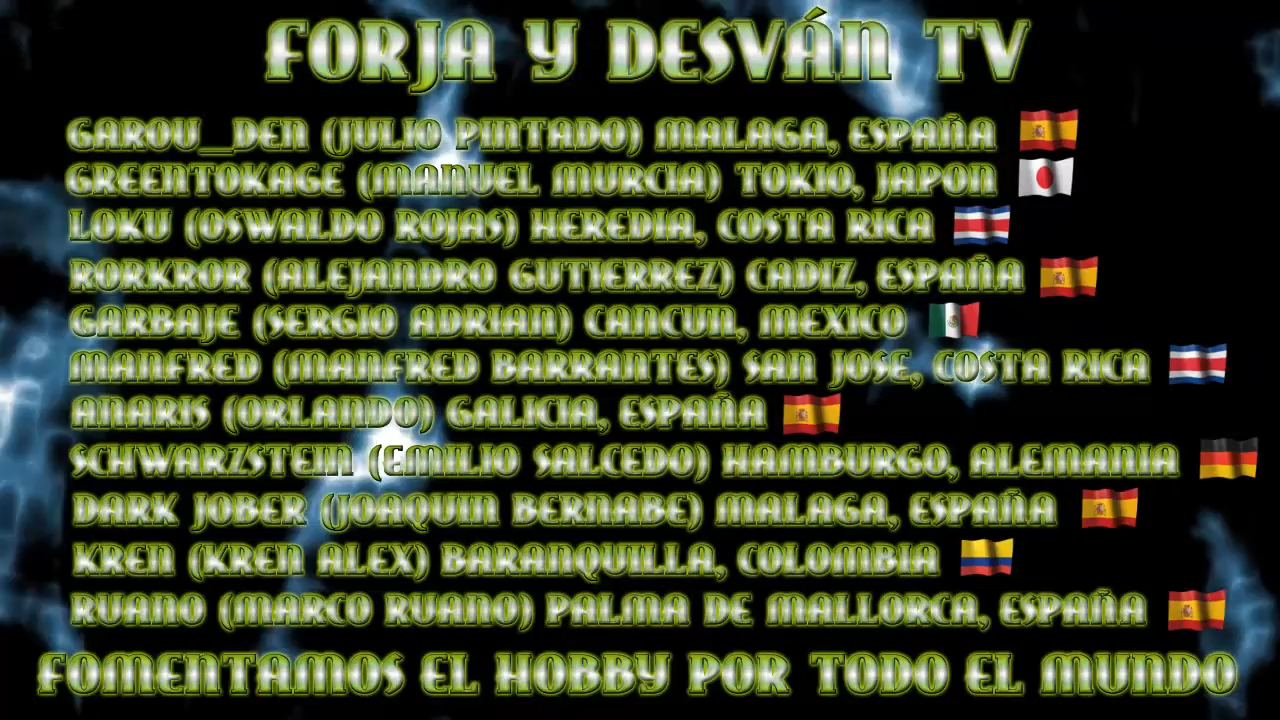 FORJA Y DESVÁN TV
GAROU_DEN (JULIO PINTADO) MALAGA, ESPAÑA
GREENTOKAGE (MANUEL MURCIA) TOKIO, JAPON
LOKU (OSWALDO ROJAS) HEREDIA, COSTA RICA
RORKROR (ALEJANDRO GUTIERREZ) CADIZ, ESPAÑA
GARBAJE (SERGIO ADRIAN) CANCUN, MEXICO
MANFRED (MANFRED BARRANTES) SAN JOSE, COSTA RICA
ANARIS (ORLANDO) GALICIA, ESPAÑA
SCHWARZSTEIN (EMILIO SALCEDO) HAMBURGO, ALEMANIA
DARK JOBER (JOAQUIN BERNABE) MALAGA, ESPAÑA
KREN (KREN ALEX) BARANQUILLA, COLOMBIA
RUANO (MARCO RUANO) PALMA DE MALLORCA, ESPAÑA
FOMENTAMOS EL HOBBY POR TODO EL MUNDO